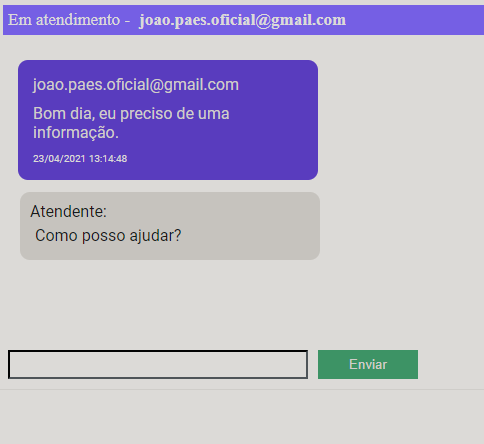 Em atendimento - joao.paes.oficial@gmail.com
joao.paes.oficial@gmail.com
Bom dia, eu preciso de uma
informação.
23/04/2021 13:14:48
Atendente:
Como posso ajudar?
Enviar